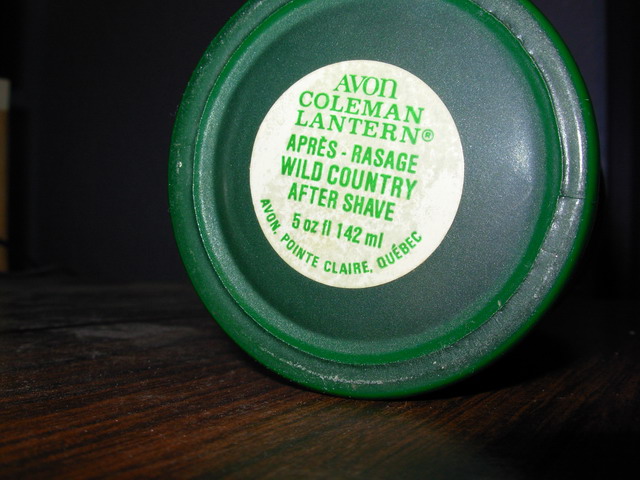 AVON
COLEMAN
LANTERN®
APRÈS - RASAGE
WILD COUNTRY
AFTER SHAVE
5 oz fl 142 ml
AVON, POINTE CLAIRE, QUÉBEC